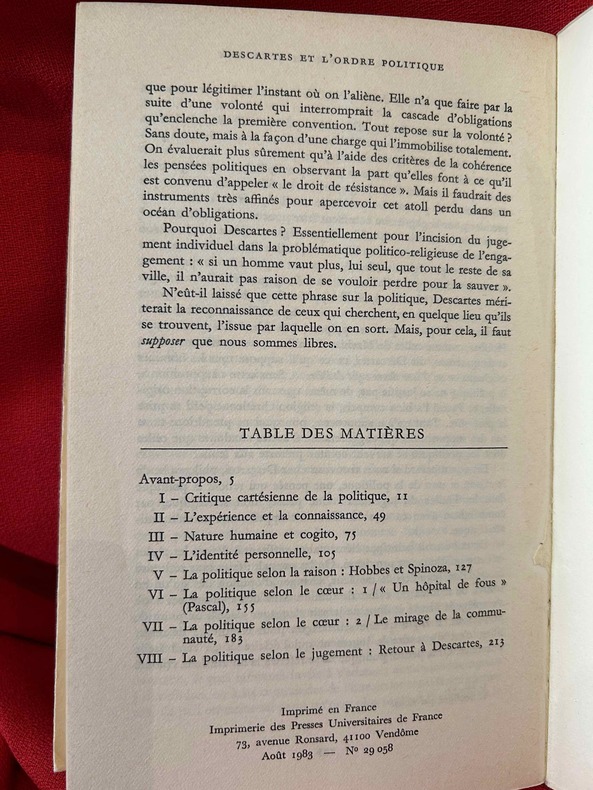 DESCARTES ET L'ORDRE POLITIQUE
que pour légitimer l'instant où on l'aliène. Elle n'a que faire par la
suite d'une volonté qui interromprait la cascade d'obligations
qu'enclenche la première convention. Tout repose sur la volonté ?
Sans doute, mais à la façon d'une charge qui l'immobilise totalement.
On évaluerait plus sûrement qu'à l'aide des critères de la cohérence
les pensées politiques en observant la part qu'elles font à ce qu'il
est convenu d'appeler « le droit de résistance ». Mais il faudrait des
instruments très affinés pour apercevoir cet atoll perdu dans un
océan d'obligations.
Pourquoi Descartes ? Essentiellement pour l'incision du juge-
ment individuel dans la problématique politico-religieuse de l'enga-
gement : « si un homme vaut plus, lui seul, que tout le reste de sa
ville, il n'aurait pas raison de se vouloir perdre pour la sauver ».
N'eût-il laissé que cette phrase sur la politique, Descartes méri-
terait la reconnaissance de ceux qui cherchent, en quelque lieu qu'ils
se trouvent, l'issue par laquelle on en sort. Mais, pour cela, il faut
supposer que nous sommes libres.
TABLE DES MATIÈRES
Avant-propos, 5
I – Critique cartésienne de la politique, 11
II – L'expérience et la connaissance, 49
III – Nature humaine et cogito, 75
IV – L'identité personnelle, 105
V – La politique selon la raison : Hobbes et Spinoza, 127
VI – La politique selon le cœur : 1 / « Un hôpital de fous »
(Pascal), 155
VII – La politique selon le cœur : 2 / Le mirage de la commu-
nauté, 183
VIII – La politique selon le jugement : Retour à Descartes, 213
Imprimé en France
Imprimerie des Presses Universitaires de France
73, avenue Ronsard, 41100 Vendôme
Août 1983 — Nº 29 058